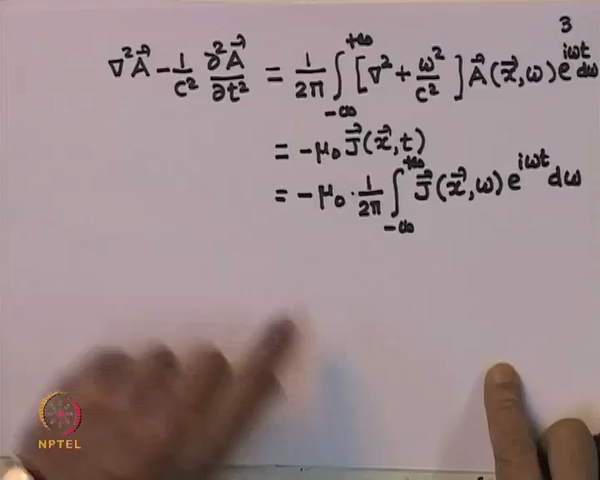 3
∇²A⃗ - 1/c² ∂²A⃗/∂t² = 1/2π ∫_{-∞}^{+∞} [∇² + ω²/c²] A⃗(x⃗,ω) e^{iωt} dω
= -μ₀ J⃗(x⃗,t)
= -μ₀ · 1/2π ∫_{-∞}^{+∞} J⃗(x⃗,ω) e^{iωt} dω
NPTEL